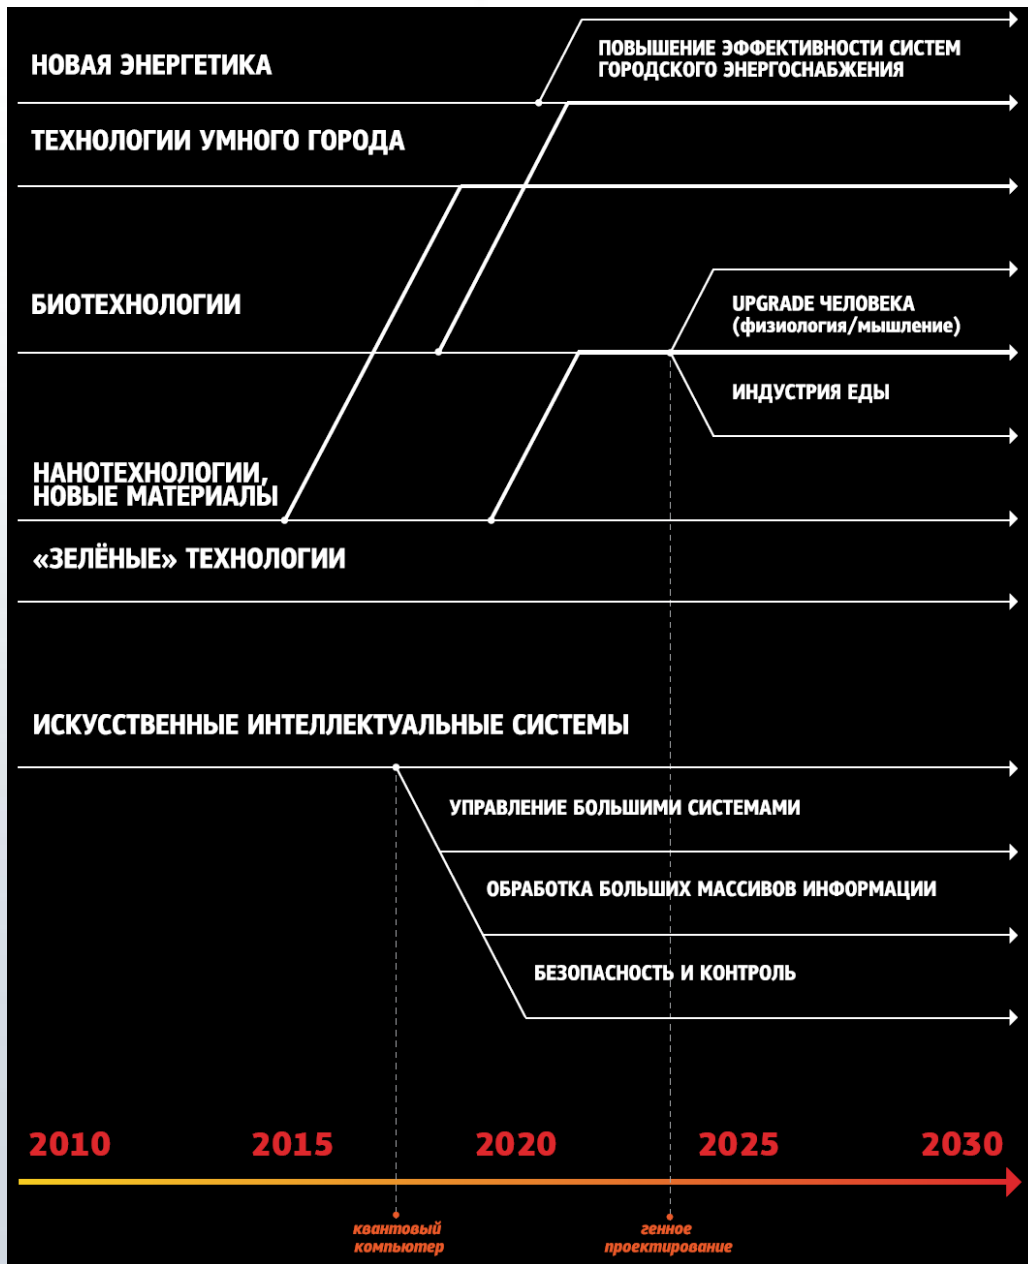 НОВАЯ ЭНЕРГЕТИКА
ПОВЫШЕНИЕ ЭФФЕКТИВНОСТИ СИСТЕМ
ГОРОДСКОГО ЭНЕРГОСНАБЖЕНИЯ
ТЕХНОЛОГИИ УМНОГО ГОРОДА
БИОТЕХНОЛОГИИ
UPGRADE ЧЕЛОВЕКА
(физиология/мышление)
ИНДУСТРИЯ ЕДЫ
НАНОТЕХНОЛОГИИ,
НОВЫЕ МАТЕРИАЛЫ
«ЗЕЛЁНЫЕ» ТЕХНОЛОГИИ
ИСКУССТВЕННЫЕ ИНТЕЛЛЕКТУАЛЬНЫЕ СИСТЕМЫ
УПРАВЛЕНИЕ БОЛЬШИМИ СИСТЕМАМИ
ОБРАБОТКА БОЛЬШИХ МАССИВОВ ИНФОРМАЦИИ
БЕЗОПАСНОСТЬ И КОНТРОЛЬ
2010 2015 2020 2025 2030
квантовый
компьютер
генное
проектирование